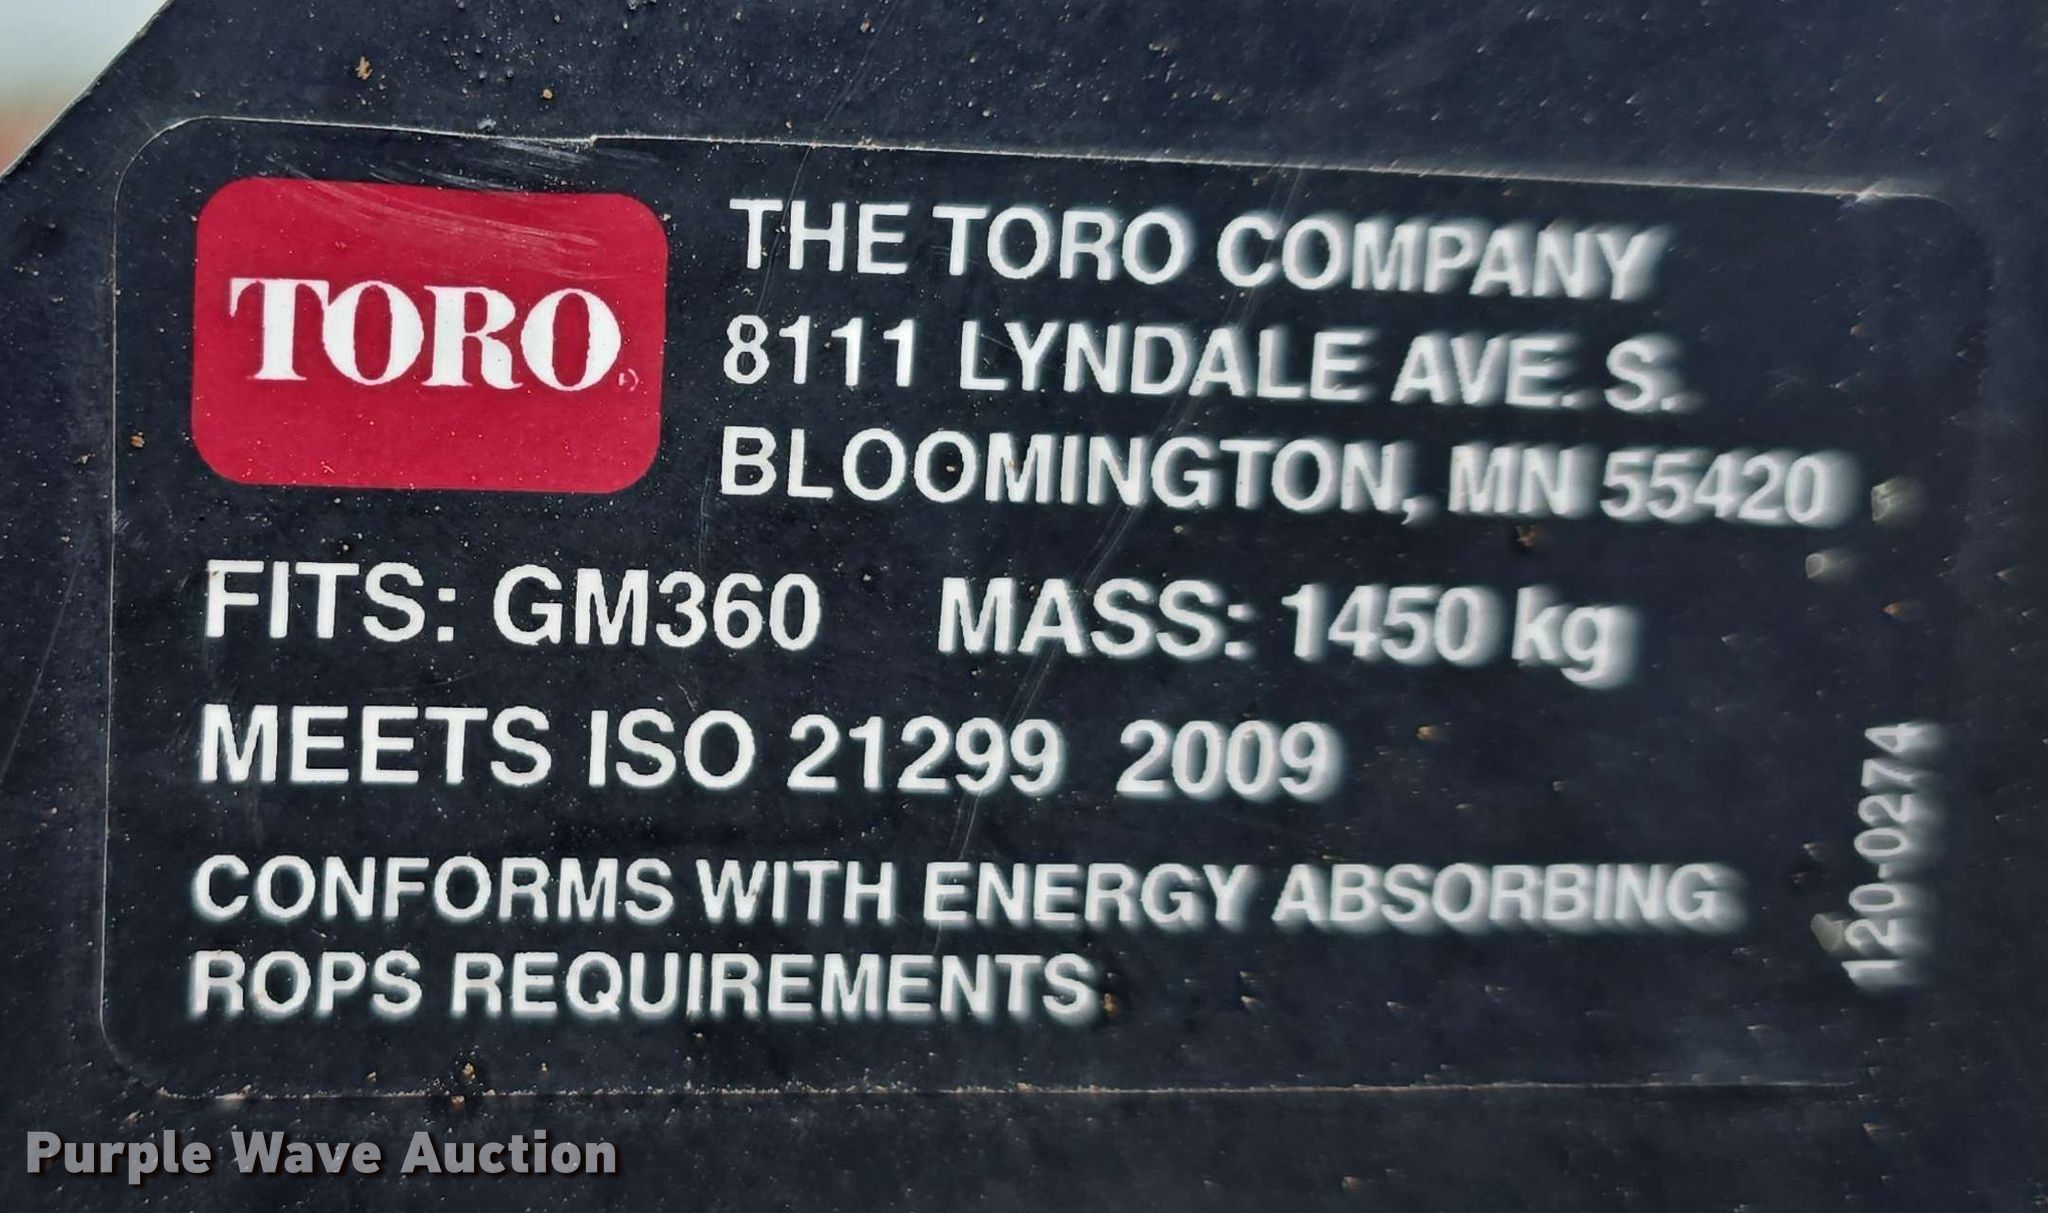 TORO
THE TORO COMPANY
8111 LYNDALE AVE. S.
BLOOMINGTON, MN 55420
FITS: GM360 MASS: 1450 kg
MEETS ISO 21299 2009
CONFORMS WITH ENERGY ABSORBING
ROPS REQUIREMENTS
120-0274
Purple Wave Auction